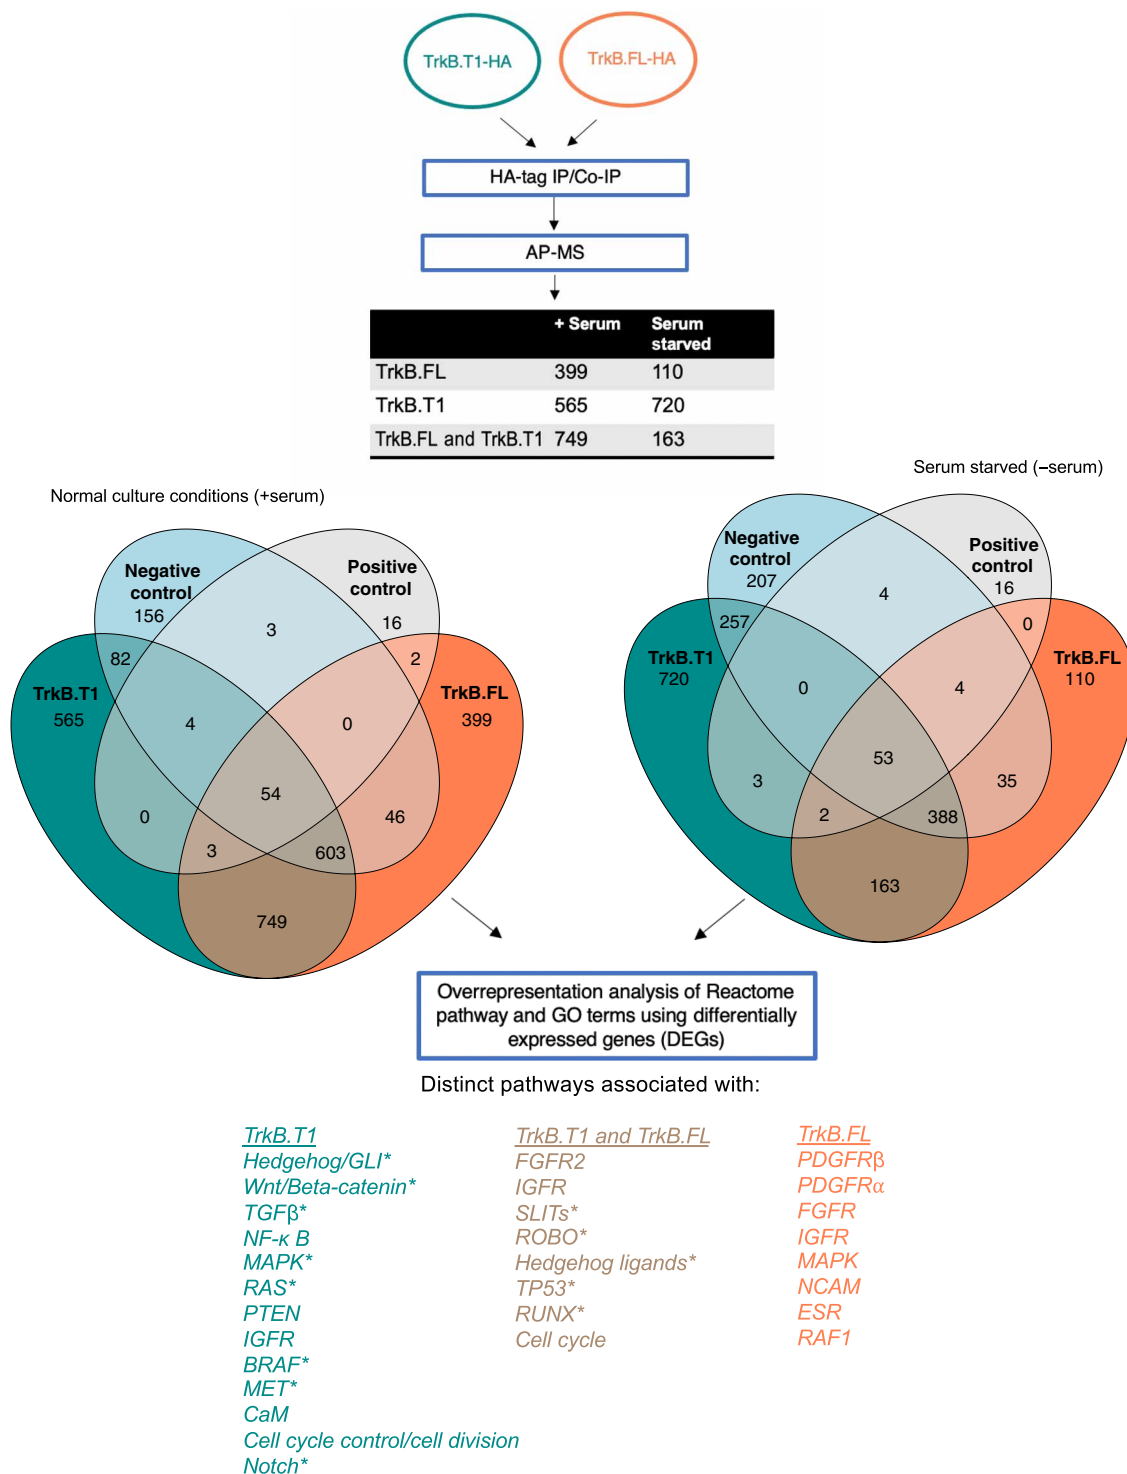 TrkB.T1-HA
TrkB.FL-HA
HA-tag IP/Co-IP
AP-MS
+ Serum Serum starved
TrkB.FL 399 110
TrkB.T1 565 720
TrkB.FL and TrkB.T1 749 163
Normal culture conditions (+serum)
Negative control
156
Positive control
16
3
82
2
TrkB.T1
565
TrkB.FL
399
4
0
54
0
46
3
603
749
Serum starved (–serum)
Negative control
207
Positive control
16
4
257
0
TrkB.T1
720
TrkB.FL
110
0
4
53
3
35
2
388
163
Overrepresentation analysis of Reactome
pathway and GO terms using differentially
expressed genes (DEGs)
Distinct pathways associated with:
TrkB.T1
Hedgehog/GLI*
Wnt/Beta-catenin*
TGFβ*
NF-κ B
MAPK*
RAS*
PTEN
IGFR
BRAF*
MET*
CaM
Cell cycle control/cell division
Notch*
TrkB.T1 and TrkB.FL
FGFR2
IGFR
SLITs*
ROBO*
Hedgehog ligands*
TP53*
RUNX*
Cell cycle
TrkB.FL
PDGFRβ
PDGFRα
FGFR
IGFR
MAPK
NCAM
ESR
RAF1